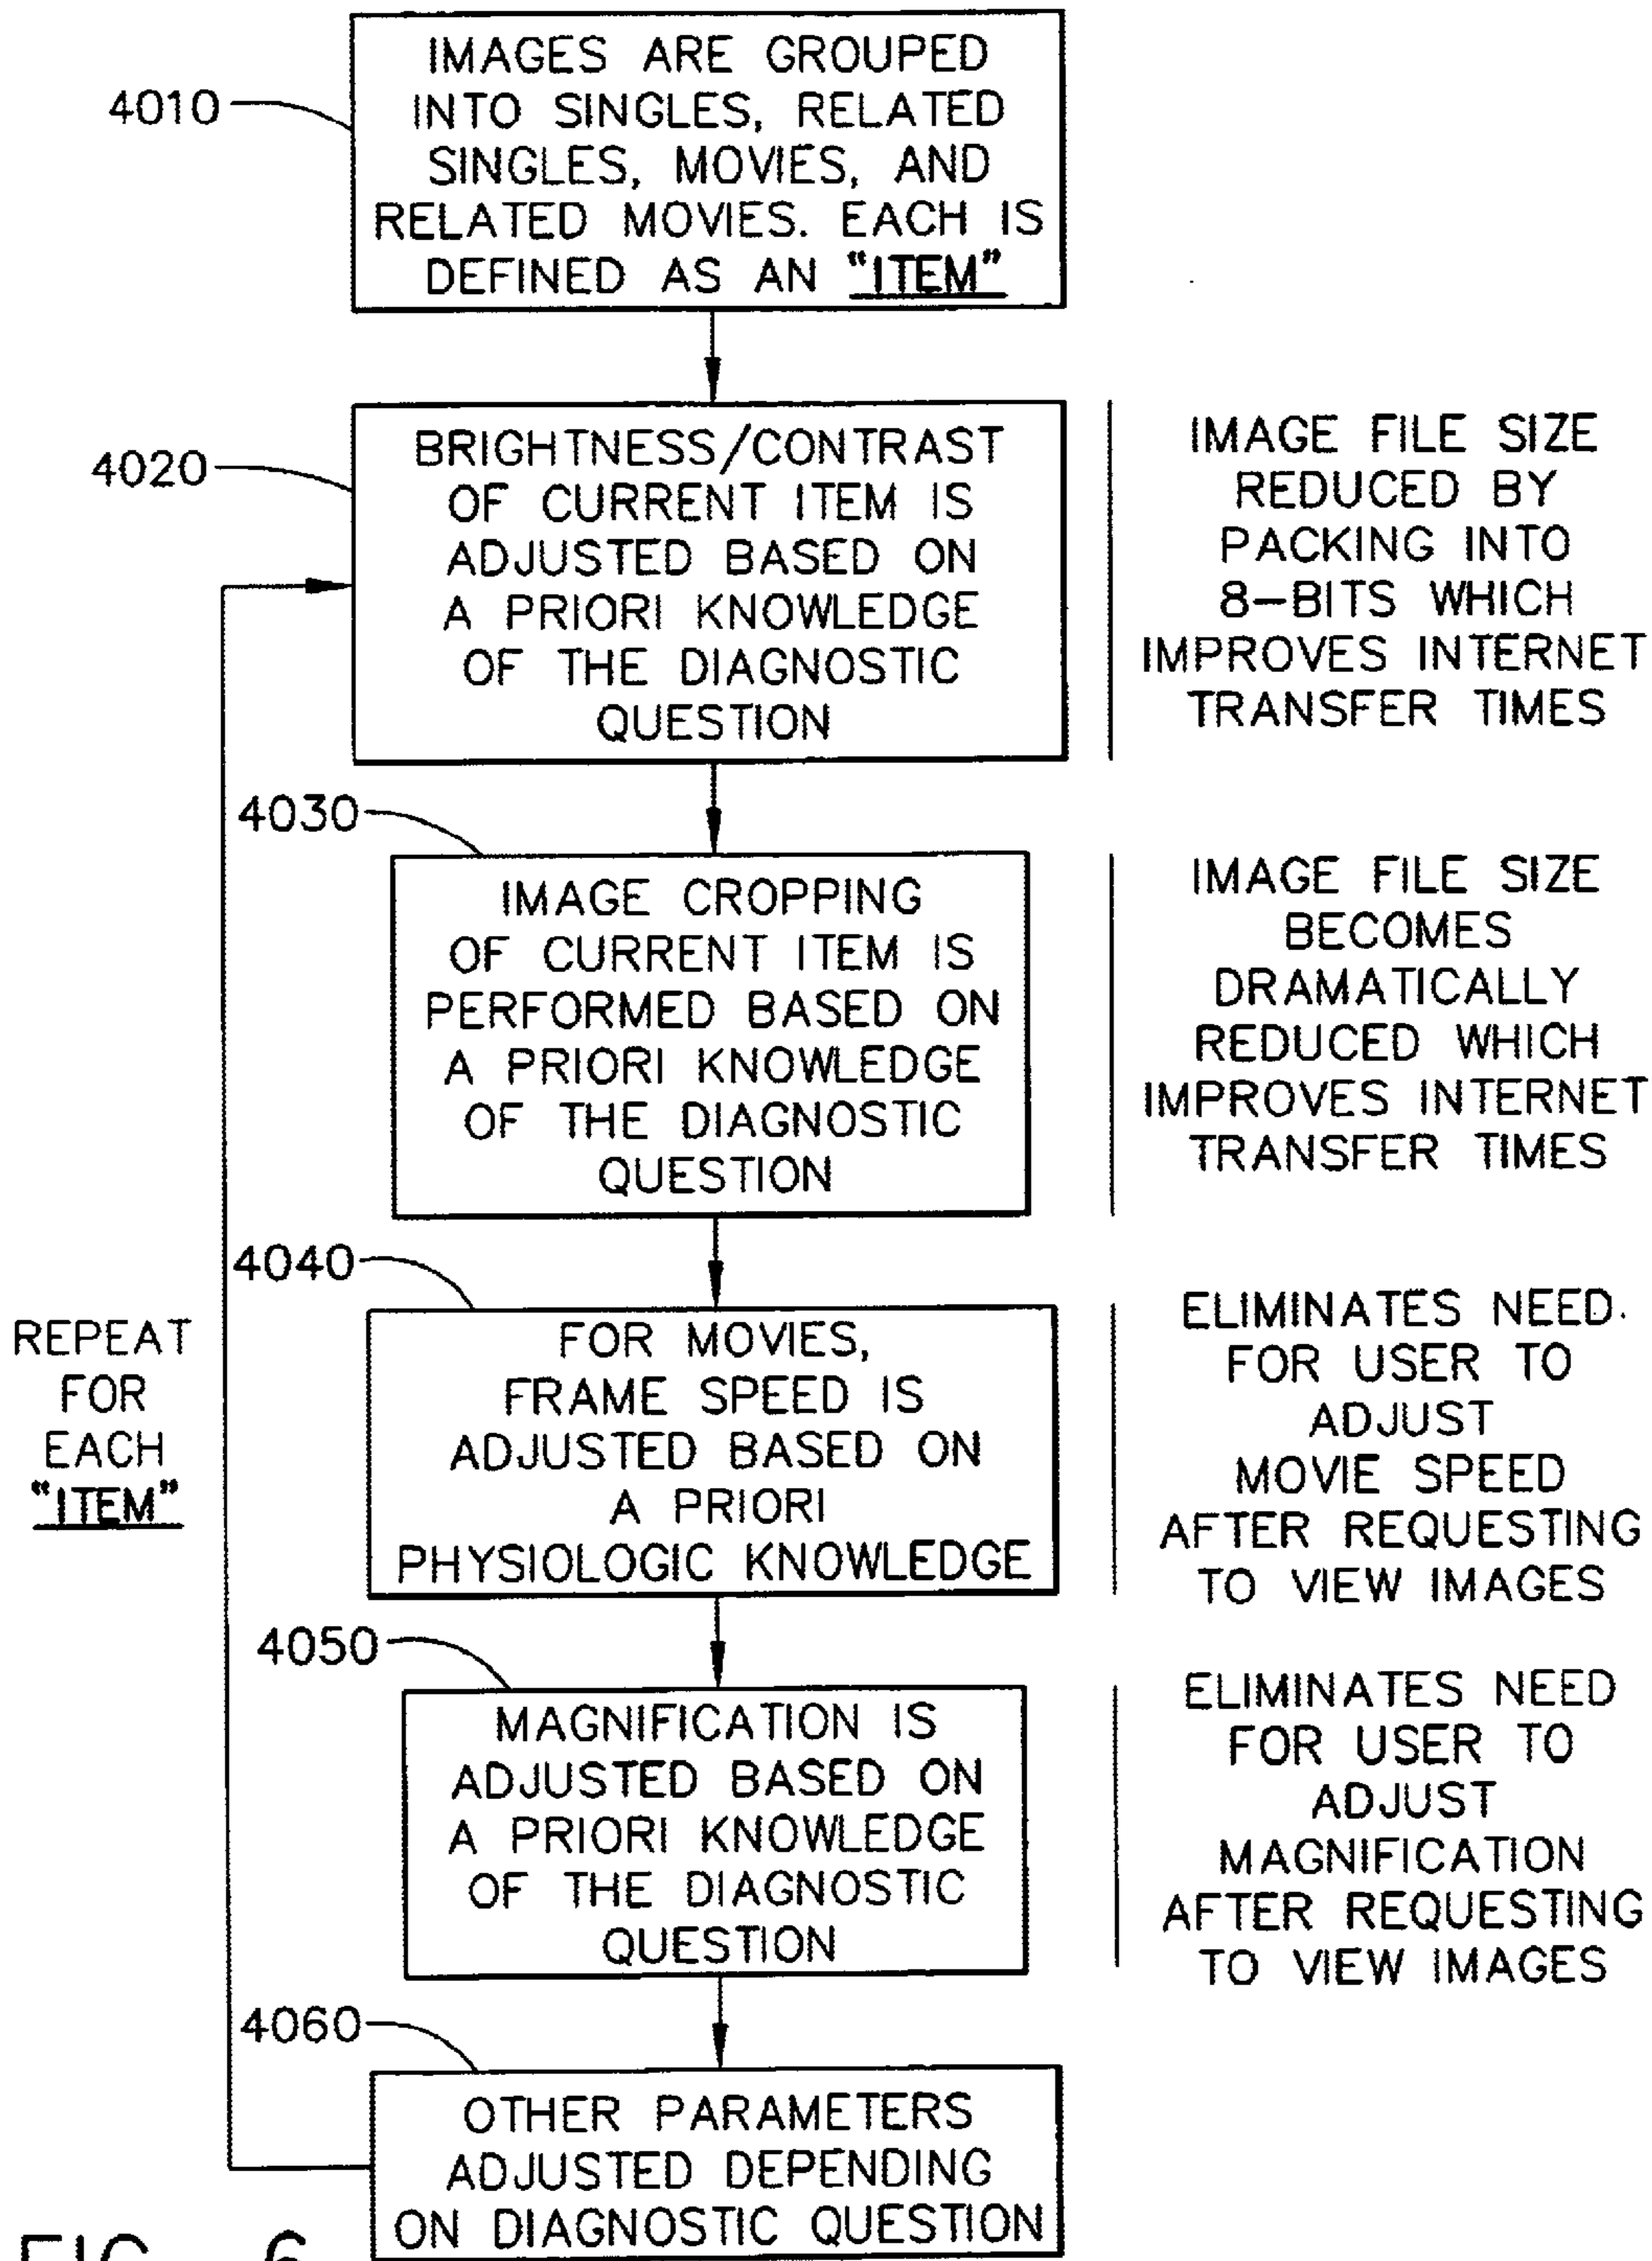 4010
IMAGES ARE GROUPED
INTO SINGLES, RELATED
SINGLES, MOVIES, AND
RELATED MOVIES. EACH IS
DEFINED AS AN "ITEM"
4020
BRIGHTNESS/CONTRAST
OF CURRENT ITEM IS
ADJUSTED BASED ON
A PRIORI KNOWLEDGE
OF THE DIAGNOSTIC
QUESTION
IMAGE FILE SIZE
REDUCED BY
PACKING INTO
8-BITS WHICH
IMPROVES INTERNET
TRANSFER TIMES
4030
IMAGE CROPPING
OF CURRENT ITEM IS
PERFORMED BASED ON
A PRIORI KNOWLEDGE
OF THE DIAGNOSTIC
QUESTION
IMAGE FILE SIZE
BECOMES
DRAMATICALLY
REDUCED WHICH
IMPROVES INTERNET
TRANSFER TIMES
4040
FOR MOVIES,
FRAME SPEED IS
ADJUSTED BASED ON
A PRIORI
PHYSIOLOGIC KNOWLEDGE
ELIMINATES NEED
FOR USER TO
ADJUST
MOVIE SPEED
AFTER REQUESTING
TO VIEW IMAGES
REPEAT
FOR
EACH
"ITEM"
4050
MAGNIFICATION IS
ADJUSTED BASED ON
A PRIORI KNOWLEDGE
OF THE DIAGNOSTIC
QUESTION
ELIMINATES NEED
FOR USER TO
ADJUST
MAGNIFICATION
AFTER REQUESTING
TO VIEW IMAGES
4060
OTHER PARAMETERS
ADJUSTED DEPENDING
ON DIAGNOSTIC QUESTION
FIG. 6